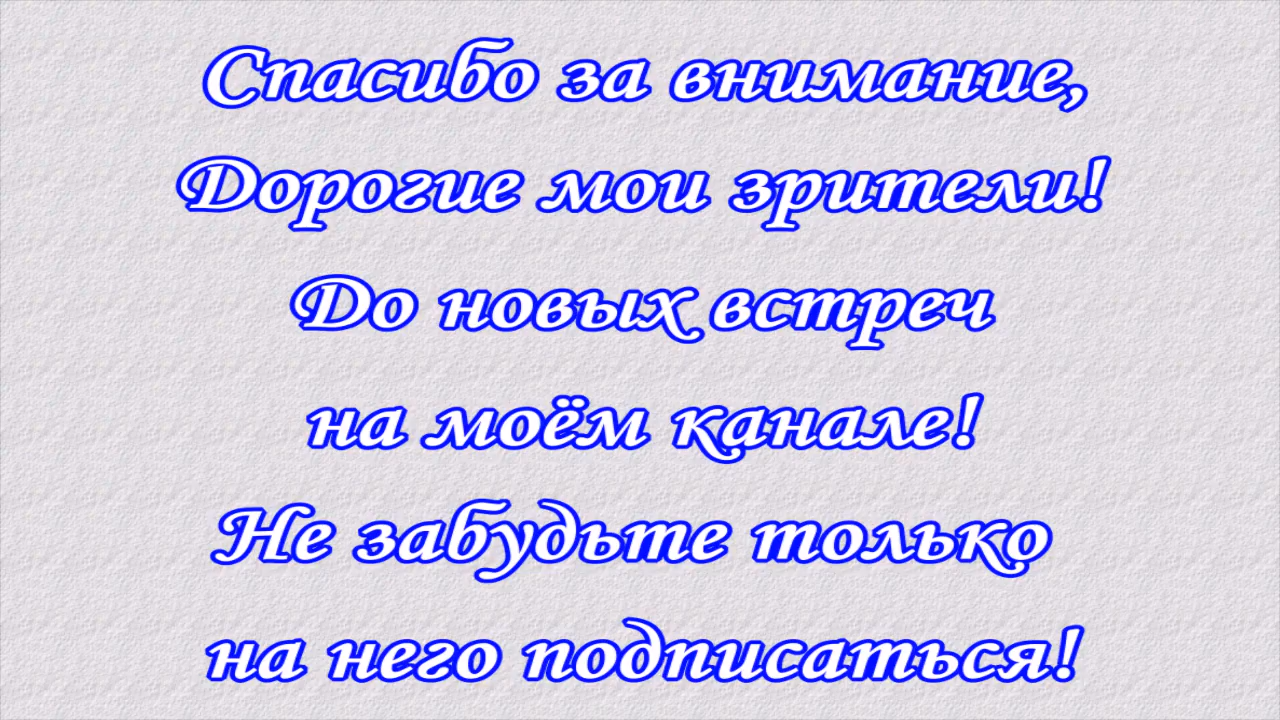 Спасибо за внимание,
Дорогие мои зрители!
До новых встреч
на моём канале!
Не забудьте только
на него подписаться!